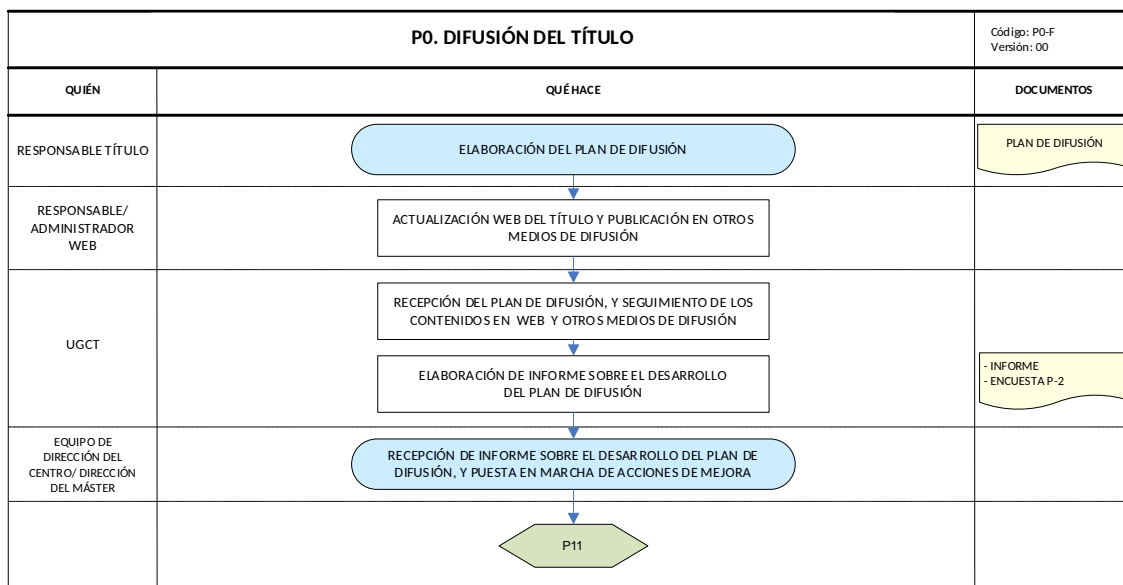 P0. DIFUSIÓN DEL TÍTULO
Código: P0-F
Versión: 00
QUIÉN
QUÉ HACE
DOCUMENTOS
RESPONSABLE TÍTULO
ELABORACIÓN DEL PLAN DE DIFUSIÓN
PLAN DE DIFUSIÓN
RESPONSABLE/
ADMINISTRADOR
WEB
ACTUALIZACIÓN WEB DEL TÍTULO Y PUBLICACIÓN EN OTROS
MEDIOS DE DIFUSIÓN
UGCT
RECEPCIÓN DEL PLAN DE DIFUSIÓN, Y SEGUIMIENTO DE LOS
CONTENIDOS EN WEB Y OTROS MEDIOS DE DIFUSIÓN
ELABORACIÓN DE INFORME SOBRE EL DESARROLLO
DEL PLAN DE DIFUSIÓN
- INFORME
- ENCUESTA P-2
EQUIPO DE
DIRECCIÓN DEL
CENTRO/ DIRECCIÓN
DEL MÁSTER
RECEPCIÓN DE INFORME SOBRE EL DESARROLLO DEL PLAN DE
DIFUSIÓN, Y PUESTA EN MARCHA DE ACCIONES DE MEJORA
P11